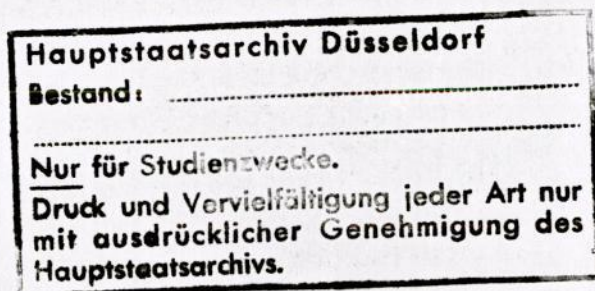 Hauptstaatsarchiv Düsseldorf
Bestand:
Nur für Studienzwecke.
Druck und Vervielfältigung jeder Art nur
mit ausdrücklicher Genehmigung des
Hauptstaatsarchivs.